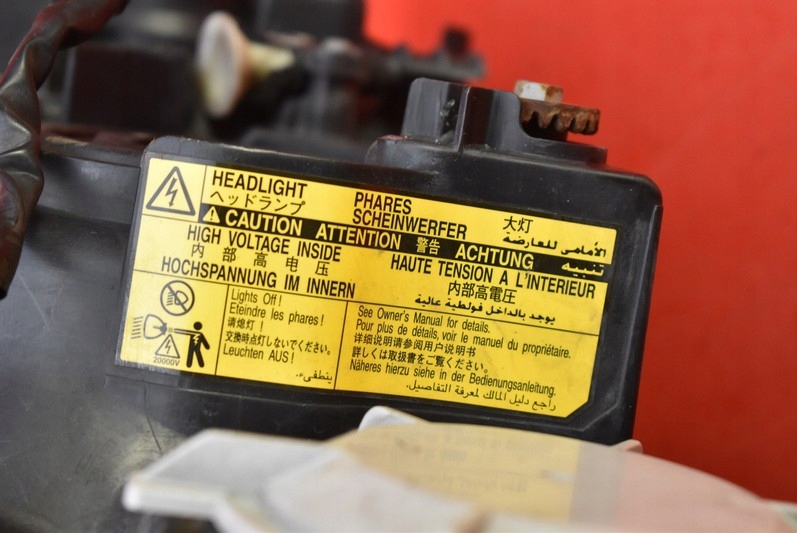 HEADLIGHT
ヘッドランプ
PHARES
SCHEINWERFER
大灯
الأمامى للعارضة
CAUTION ATTENTION 警告 ACHTUNG تنبيه
HIGH VOLTAGE INSIDE
内部高电压
HOCHSPANNUNG IM INNERN
HAUTE TENSION A L'INTERIEUR
内部高電圧
يوجد بالداخل فولطية عالية
20000V
Lights Off!
Eteindre les phares!
请熄灯!
交換時点灯しないでください。
Leuchten AUS!
ينطفىء.
See Owner's Manual for details.
Pour plus de détails, voir le manuel du propriétaire.
详细说明请参阅用户说明书
詳しくは取扱書をご覧ください。
Näheres hierzu siehe in der Bedienungsanleitung.
راجع دليل المالك لمعرفة التفاصيل.